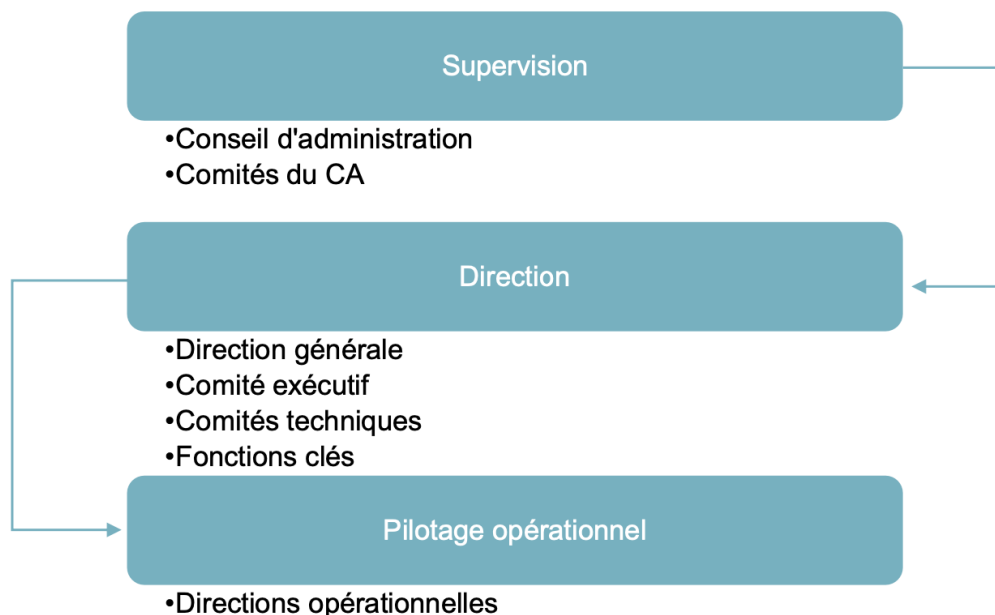 Supervision
•Conseil d'administration
•Comités du CA
Direction
•Direction générale
•Comité exécutif
•Comités techniques
•Fonctions clés
Pilotage opérationnel
•Directions opérationnelles